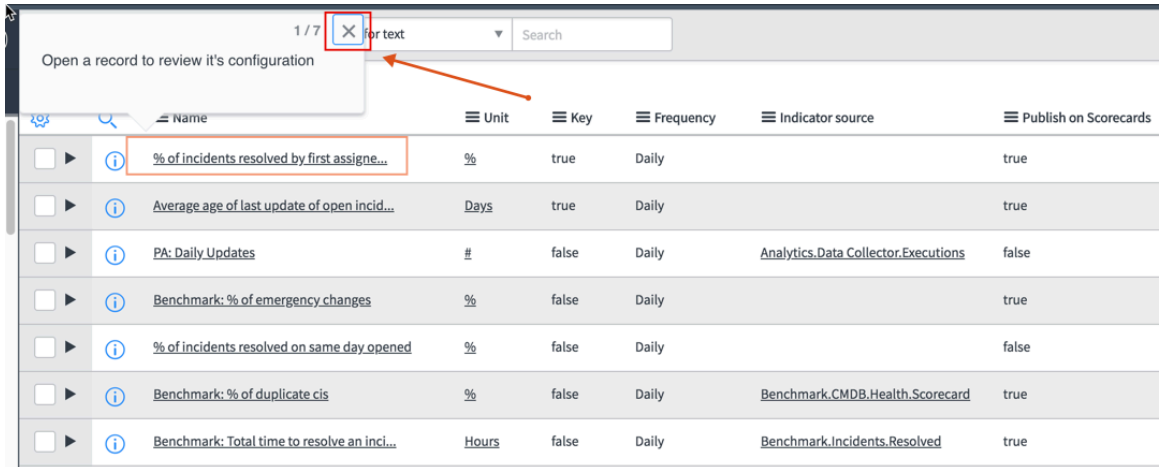 1 / 7
for text
Search
Open a record to review it's configuration
Name Unit Key Frequency Indicator source Publish on Scorecards
% of incidents resolved by first assigne... % true Daily true
Average age of last update of open incid... Days true Daily true
PA: Daily Updates # false Daily Analytics.Data Collector.Executions false
Benchmark: % of emergency changes % false Daily true
% of incidents resolved on same day opened % false Daily false
Benchmark: % of duplicate cis % false Daily Benchmark.CMDB.Health.Scorecard true
Benchmark: Total time to resolve an inci... Hours false Daily Benchmark.Incidents.Resolved true